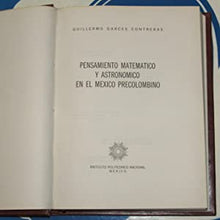 GUILLERMO GARCES CONTRERAS
PENSAMIENTO MATEMATICO
Y ASTRONOMICO
EN EL MEXICO PRECOLOMBINO
INSTITUTO POLITECNICO NACIONAL
MEXICO